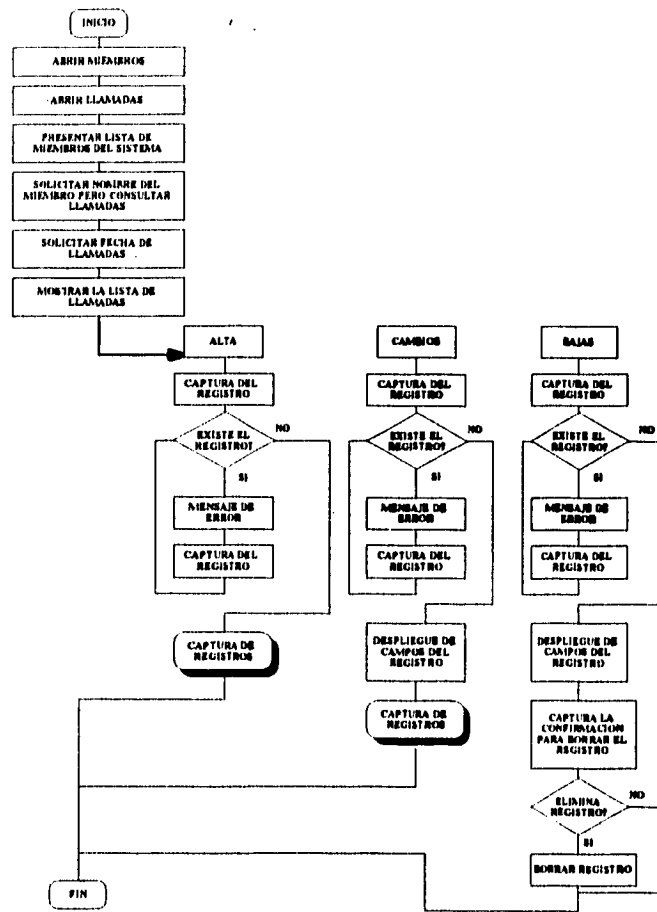 INICIO
ABRIR MIEMBROS
ABRIR LLAMADAS
PRESENTAR LISTA DE
MIEMBROS DEL SISTEMA
SOLICITAR NOMBRE DEL
MIEMBRO PERO CONSULTAR
LLAMADAS
SOLICITAR FECHA DE
LLAMADAS
MOSTRAR LA LISTA DE
LLAMADAS
ALTA
CAPTURA DEL
REGISTRO
EXISTE EL
REGISTRO?
NO
SI
MENSAJE DE
ERROR
CAPTURA DEL
REGISTRO
CAPTURA DE
REGISTROS
CAMBIOS
CAPTURA DEL
REGISTRO
EXISTE EL
REGISTRO?
NO
SI
MENSAJE DE
ERROR
CAPTURA DEL
REGISTRO
DESPLIEGUE DE
CAMPOS DEL
REGISTRO
CAPTURA DE
REGISTROS
BAJAS
CAPTURA DEL
REGISTRO
EXISTE EL
REGISTRO?
NO
SI
MENSAJE DE
ERROR
CAPTURA DEL
REGISTRO
DESPLIEGUE DE
CAMPOS DEL
REGISTRO
CAPTURA LA
CONFIRMACION
PARA BORRAR EL
REGISTRO
ELIMINA
REGISTRO?
NO
SI
BORRAR REGISTRO
FIN